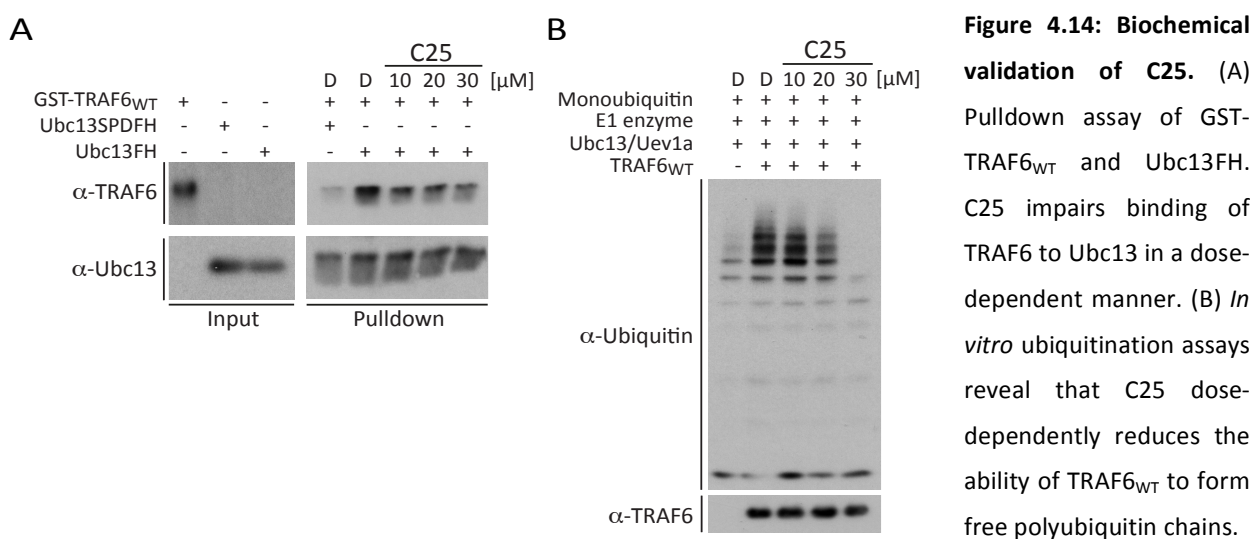 A
C25
D D 10 20 30 [μM]
GST-TRAF6WT + - - + + + + +
Ubc13SPDFH - + - + - - - -
Ubc13FH - - + - + + + +
α-TRAF6
α-Ubc13
Input Pulldown
B
C25
D D 10 20 30 [μM]
Monoubiquitin + + + + +
E1 enzyme + + + + +
Ubc13/Uev1a + + + + +
TRAF6WT - + + + +
α-Ubiquitin
α-TRAF6
Figure 4.14: Biochemical
validation of C25. (A)
Pulldown assay of GST-
TRAF6WT and Ubc13FH.
C25 impairs binding of
TRAF6 to Ubc13 in a dose-
dependent manner. (B) In
vitro ubiquitination assays
reveal that C25 dose-
dependently reduces the
ability of TRAF6WT to form
free polyubiquitin chains.